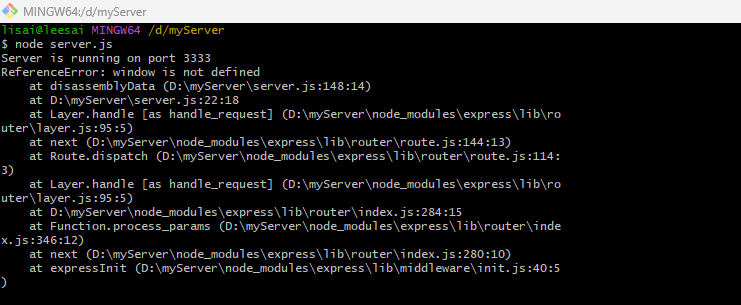 MINGW64:/d/myServer
lisai@leesai MINGW64 /d/myServer
$ node server.js
Server is running on port 3333
ReferenceError: window is not defined
    at disassemblyData (D:\myServer\server.js:148:14)
    at D:\myServer\server.js:22:18
    at Layer.handle [as handle_request] (D:\myServer\node_modules\express\lib\ro
uter\layer.js:95:5)
    at next (D:\myServer\node_modules\express\lib\router\route.js:144:13)
    at Route.dispatch (D:\myServer\node_modules\express\lib\router\route.js:114:
3)
    at Layer.handle [as handle_request] (D:\myServer\node_modules\express\lib\ro
uter\layer.js:95:5)
    at D:\myServer\node_modules\express\lib\router\index.js:284:15
    at Function.process_params (D:\myServer\node_modules\express\lib\router\inde
x.js:346:12)
    at next (D:\myServer\node_modules\express\lib\router\index.js:280:10)
    at expressInit (D:\myServer\node_modules\express\lib\middleware\init.js:40:5
)